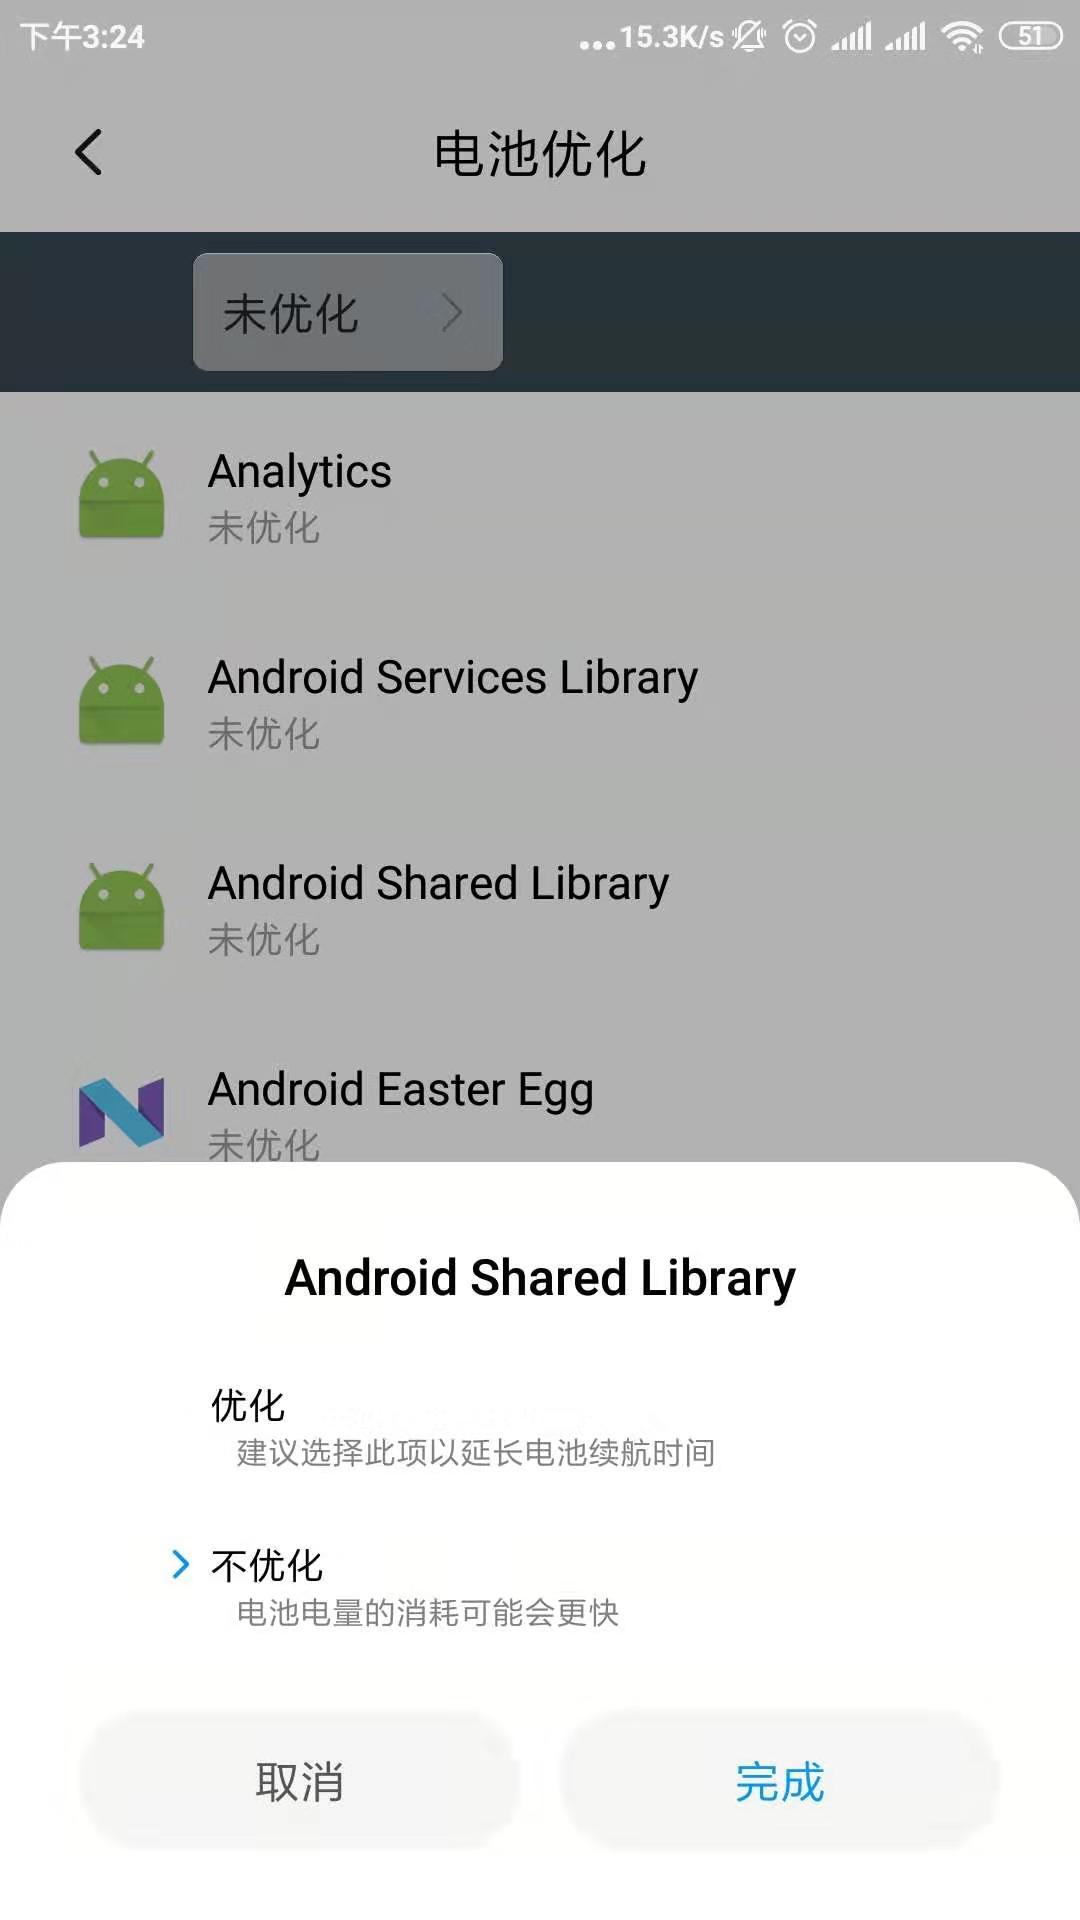 下午3:24
...15.3K/s
51
电池优化
未优化
Analytics
未优化
Android Services Library
未优化
Android Shared Library
未优化
Android Easter Egg
未优化
Android Shared Library
优化
建议选择此项以延长电池续航时间
不优化
电池电量的消耗可能会更快
取消
完成